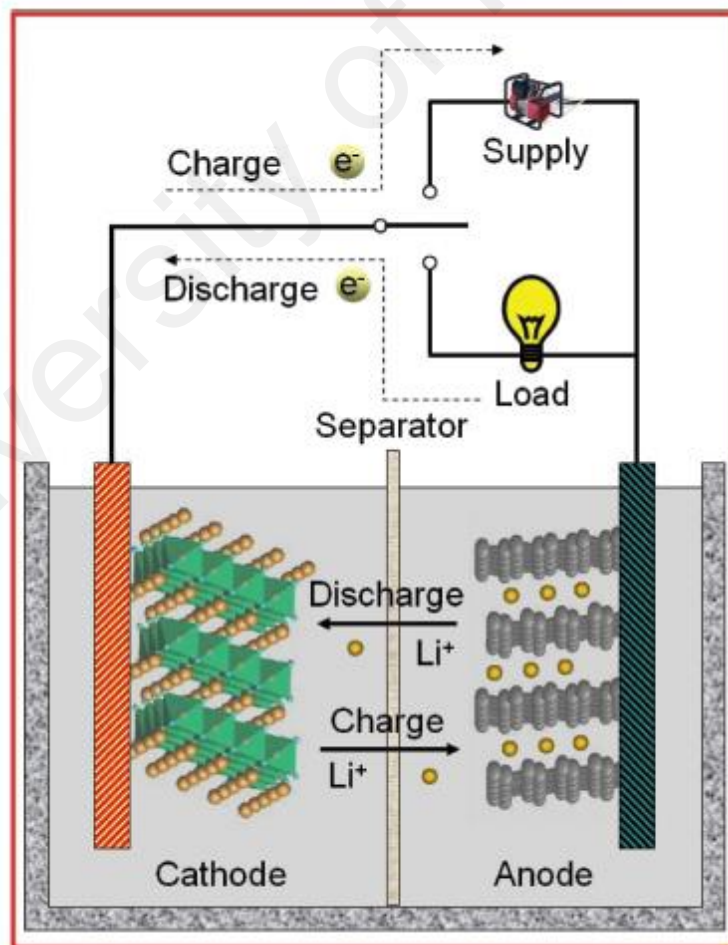 Charge e⁻
Supply
Discharge e⁻
Load
Separator
Discharge
Li⁺
Charge
Li⁺
Cathode
Anode